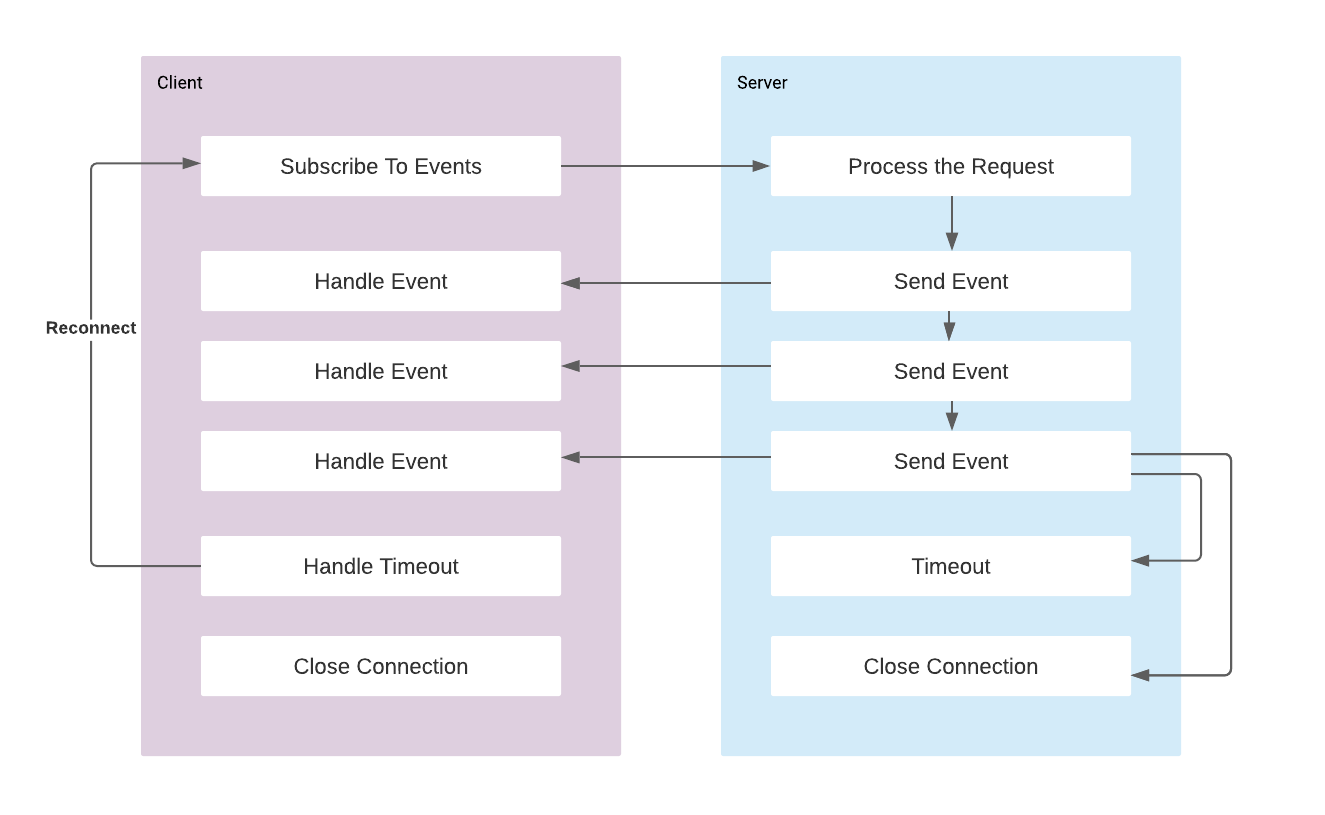 Client
Server
Subscribe To Events
Process the Request
Handle Event
Send Event
Reconnect
Handle Event
Send Event
Handle Event
Send Event
Handle Timeout
Timeout
Close Connection
Close Connection